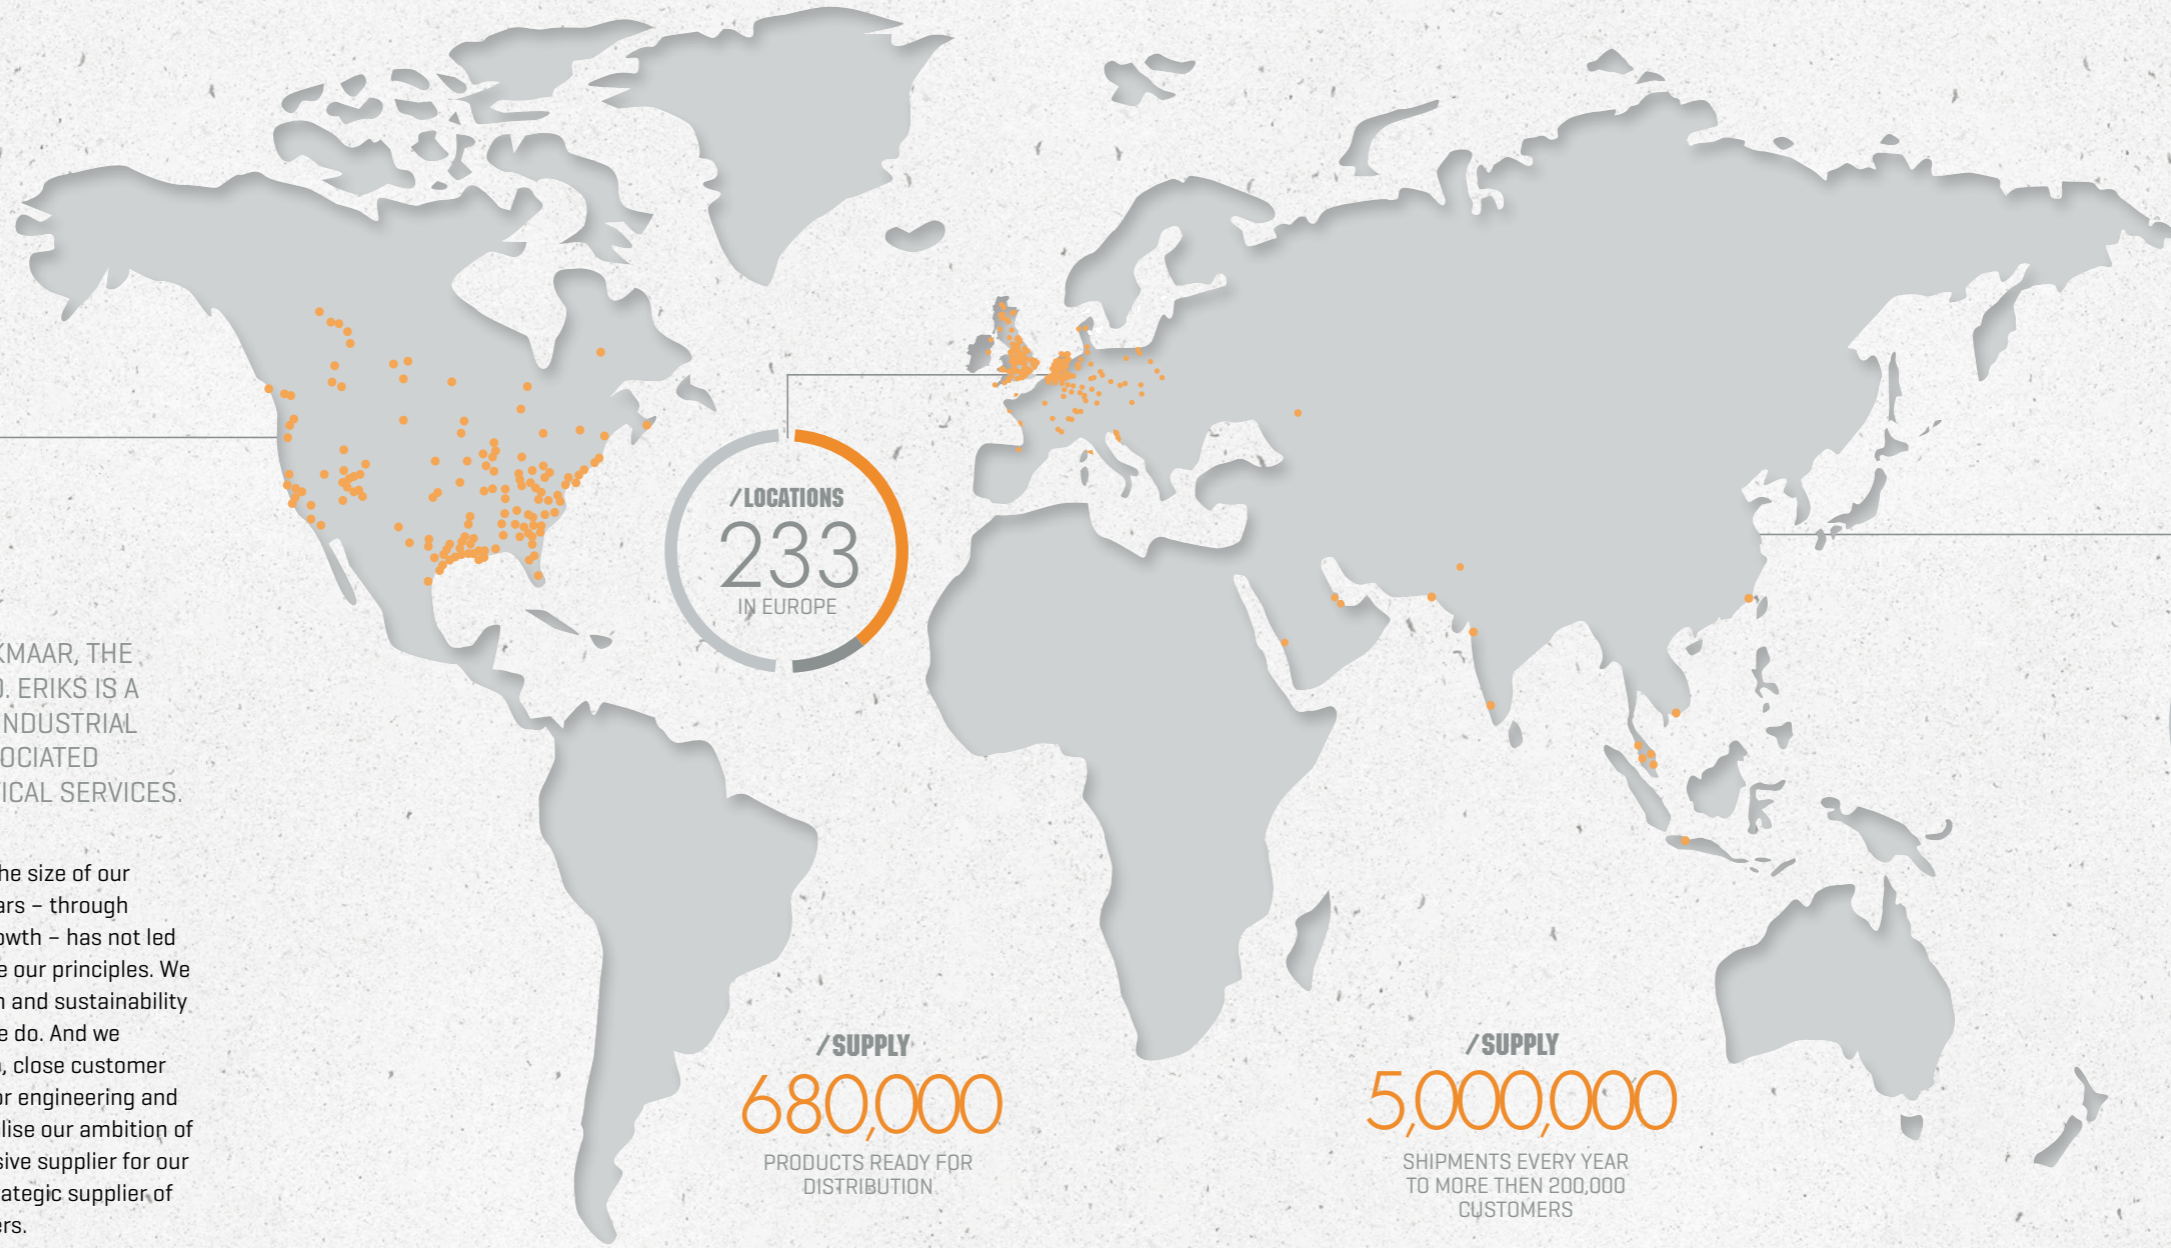 /LOCATIONS
233
IN EUROPE
KMAAR, THE
. ERIKS IS A
INDUSTRIAL
OCIATED
ICAL SERVICES.
he size of our
ars – through
owth – has not led
e our principles. We
n and sustainability
e do. And we
, close customer
or engineering and
lise our ambition of
sive supplier for our
ategic supplier of
ers.
/SUPPLY
680,000
PRODUCTS READY FOR
DISTRIBUTION.
/SUPPLY
5,000,000
SHIPMENTS EVERY YEAR
TO MORE THEN 200,000
CUSTOMERS